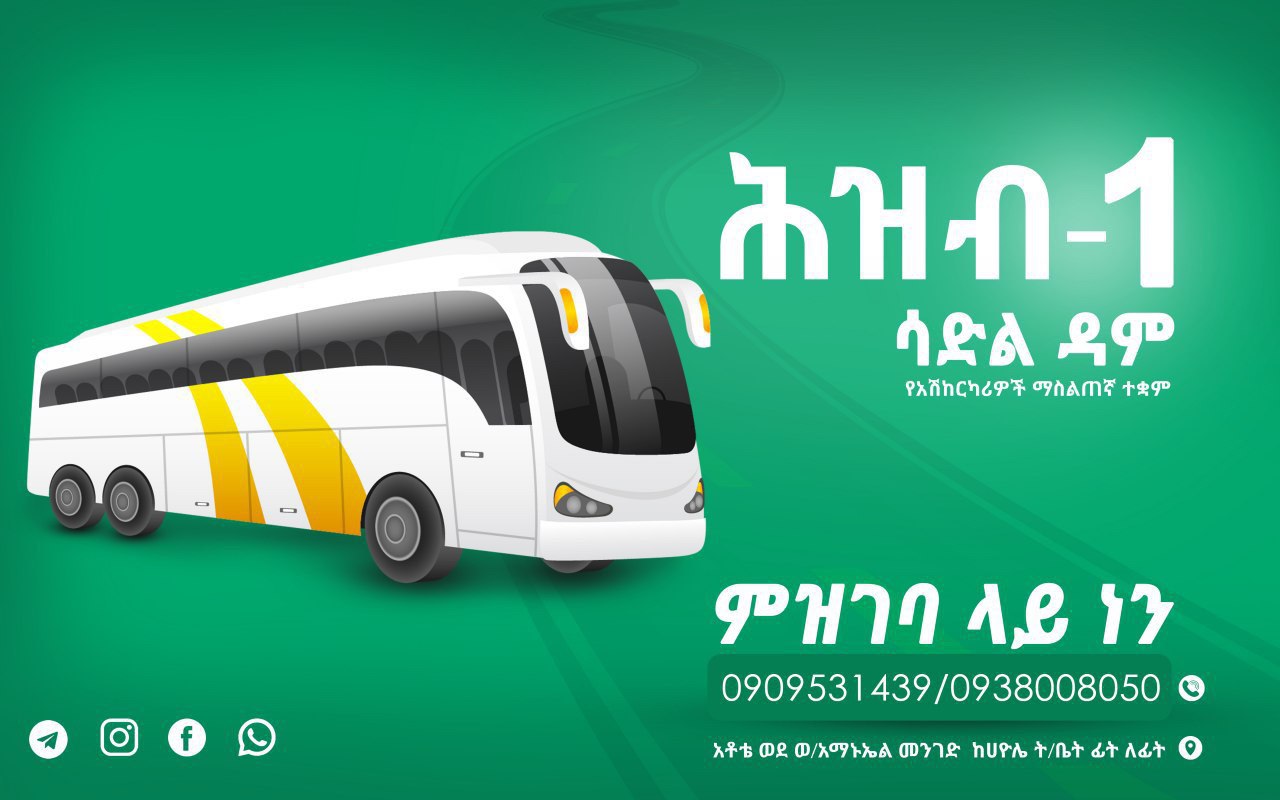 ሕዝብ-1
ሳድል ዳም
የአሽከርካሪዎች ማስልጠኛ ተቋም
ምዝገባ ላይ ነን
0909531439/0938008050
አቶቴ ወደ ወ/አማኑኤል መንገድ ከሀዮሌ ት/ቤት ፊት ለፊት